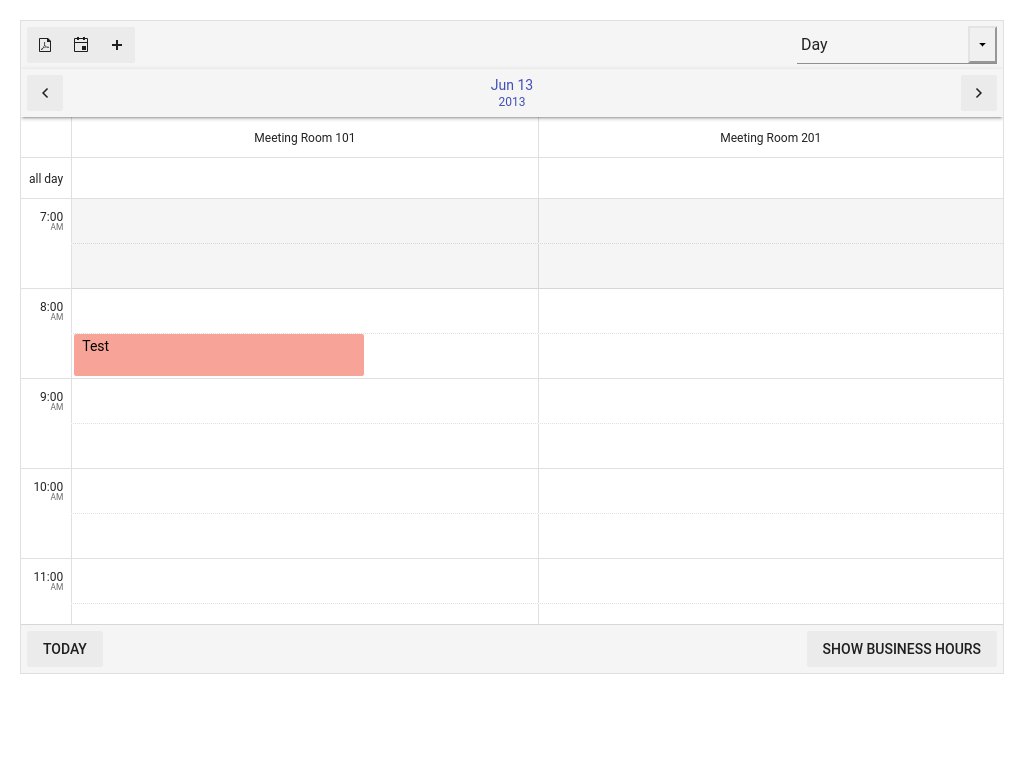 Day
Jun 13
2013
Meeting Room 101 Meeting Room 201
all day
7:00
AM
8:00
AM
Test
9:00
AM
10:00
AM
11:00
AM
TODAY SHOW BUSINESS HOURS